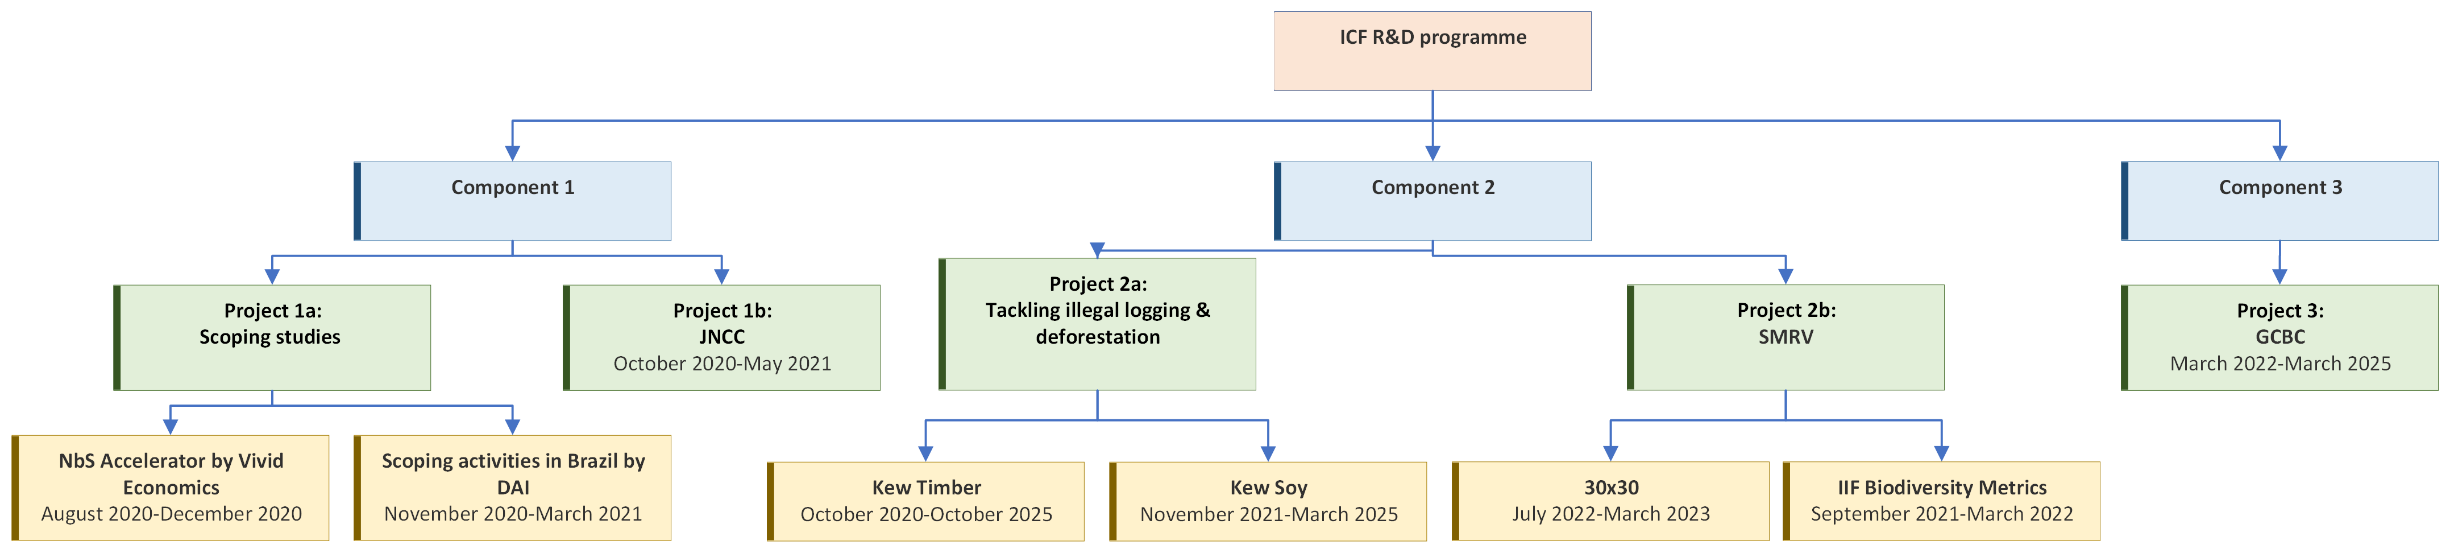 ICF R&D programme
Component 1
Component 2
Component 3
Project 1a:
Scoping studies
Project 1b:
JNCC
October 2020-May 2021
Project 2a:
Tackling illegal logging &
deforestation
Project 2b:
SMRV
Project 3:
GCBC
March 2022-March 2025
NbS Accelerator by Vivid
Economics
August 2020-December 2020
Scoping activities in Brazil by
DAI
November 2020-March 2021
Kew Timber
October 2020-October 2025
Kew Soy
November 2021-March 2025
30x30
July 2022-March 2023
IIF Biodiversity Metrics
September 2021-March 2022